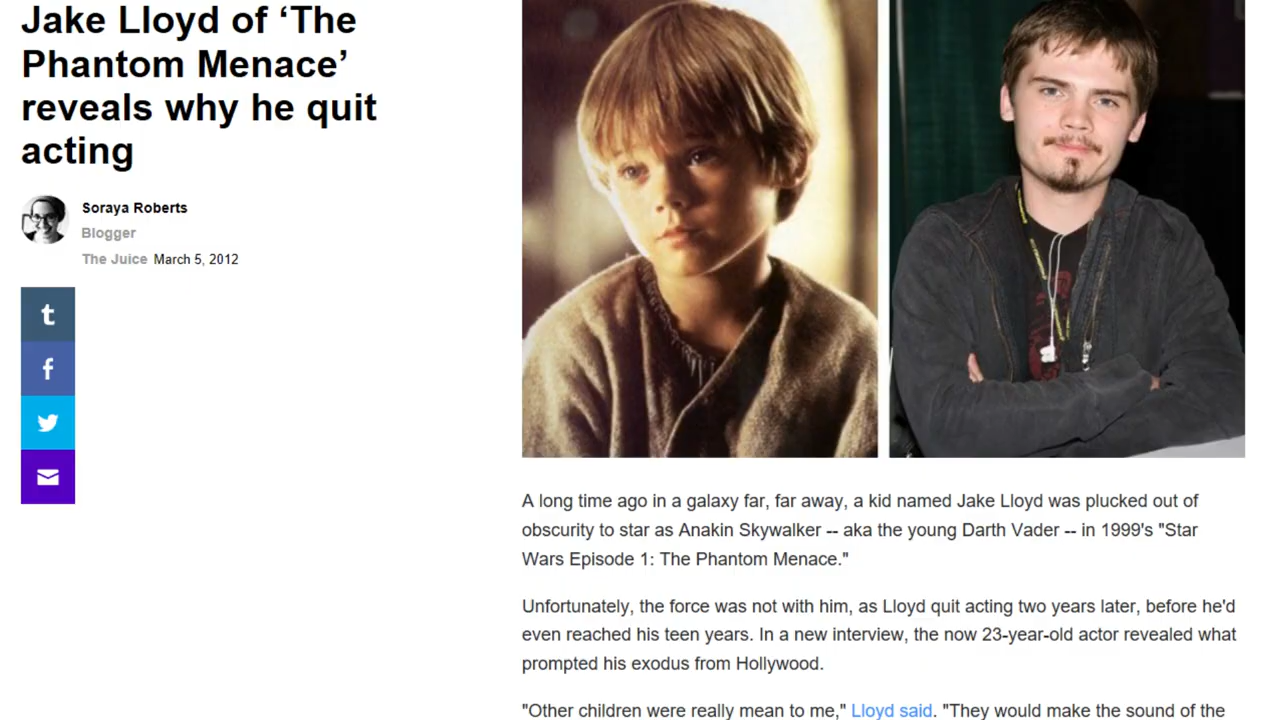 Jake Lloyd of ‘The
Phantom Menace’
reveals why he quit
acting
Soraya Roberts
Blogger
The Juice March 5, 2012
t
f
A long time ago in a galaxy far, far away, a kid named Jake Lloyd was plucked out of
obscurity to star as Anakin Skywalker -- aka the young Darth Vader -- in 1999's "Star
Wars Episode 1: The Phantom Menace."
Unfortunately, the force was not with him, as Lloyd quit acting two years later, before he'd
even reached his teen years. In a new interview, the now 23-year-old actor revealed what
prompted his exodus from Hollywood.
"Other children were really mean to me," Lloyd said. "They would make the sound of the